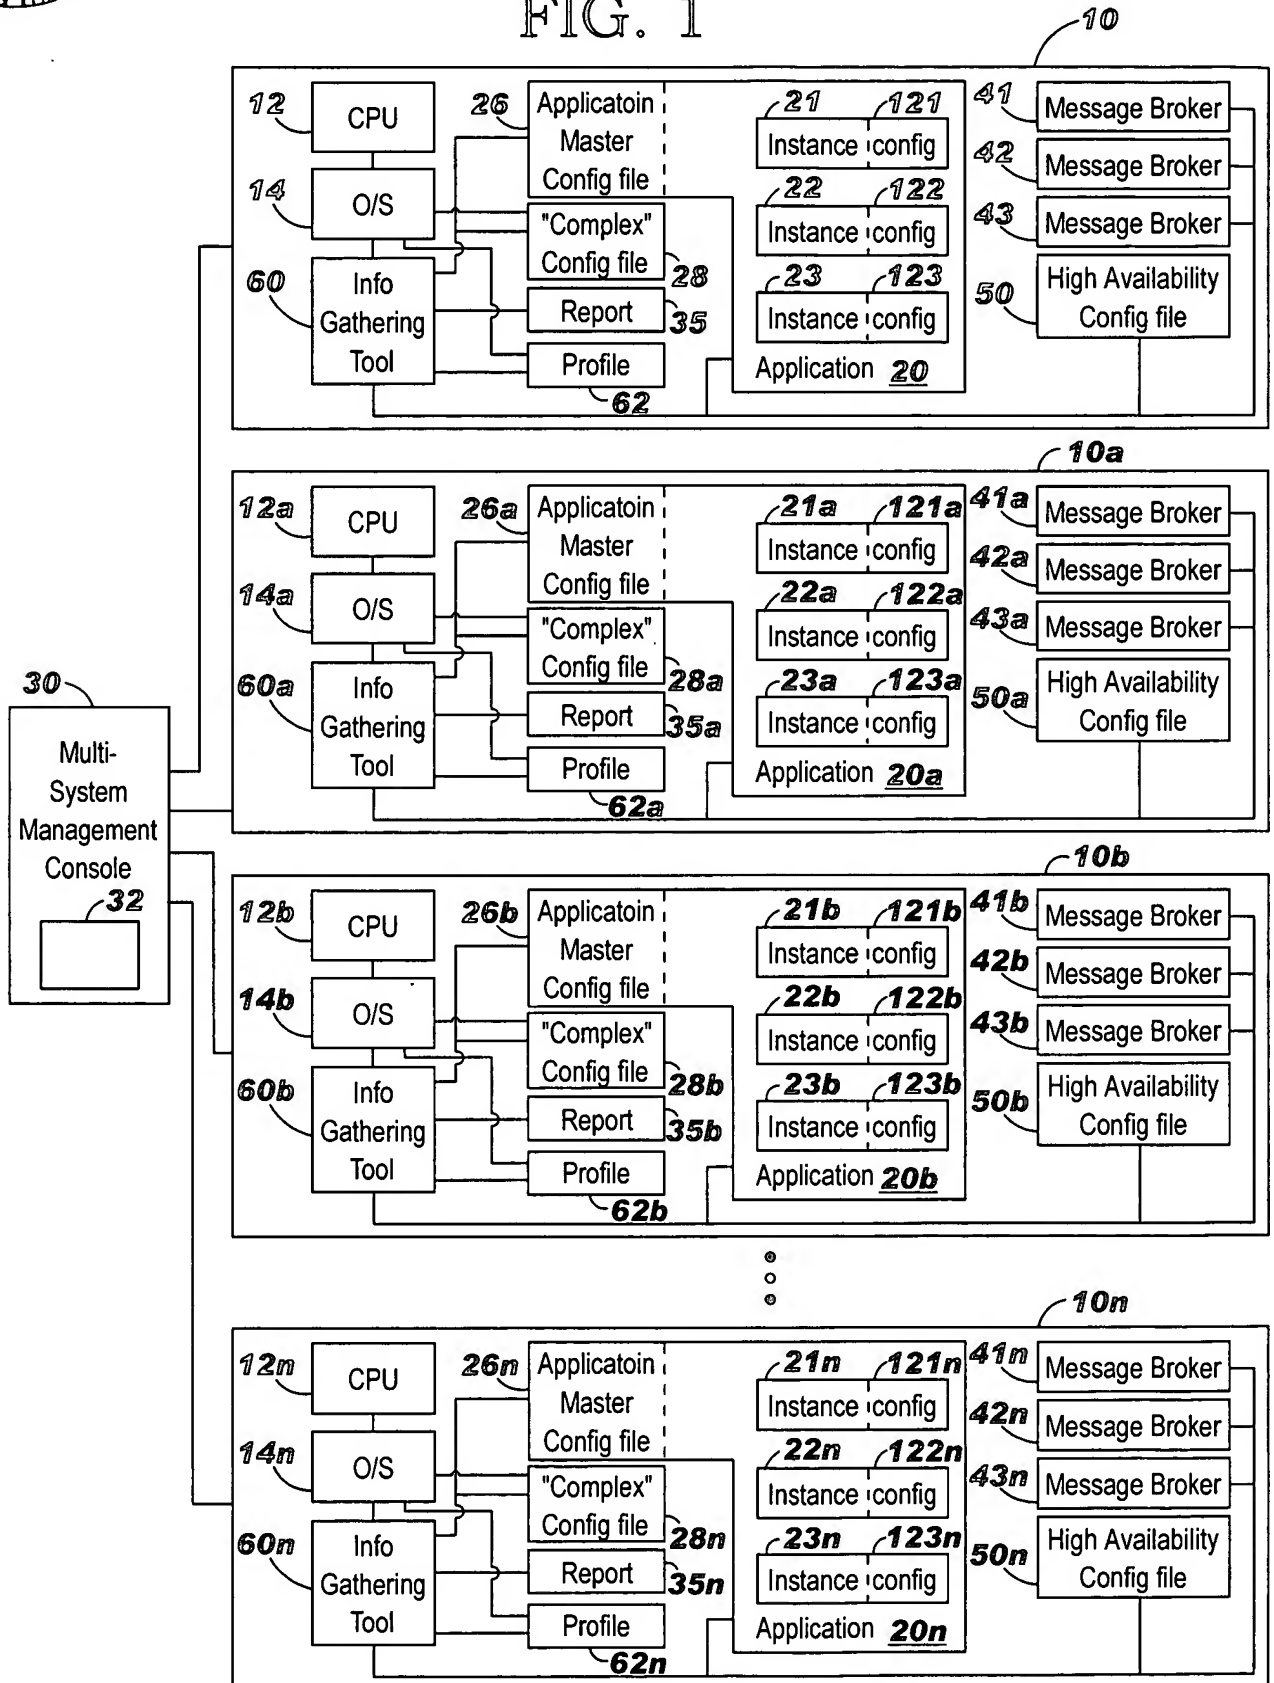 FIG. 1
10
12
CPU
26
Applicatoin
Master
Config file
21
121
Instance
config
41
Message Broker
14
O/S
22
122
Instance
config
42
Message Broker
"Complex"
Config file
28
43
Message Broker
60
Info
Gathering
Tool
Report
35
23
123
Instance
config
50
High Availability
Config file
Profile
62
Application 20
10a
12a
CPU
26a
Applicatoin
Master
Config file
21a
121a
Instance
config
41a
Message Broker
14a
O/S
22a
122a
Instance
config
42a
Message Broker
"Complex"
Config file
28a
43a
Message Broker
60a
Info
Gathering
Tool
Report
35a
23a
123a
Instance
config
50a
High Availability
Config file
Profile
62a
Application 20a
30
Multi-
System
Management
Console
32
10b
12b
CPU
26b
Applicatoin
Master
Config file
21b
121b
Instance
config
41b
Message Broker
14b
O/S
22b
122b
Instance
config
42b
Message Broker
"Complex"
Config file
28b
43b
Message Broker
60b
Info
Gathering
Tool
Report
35b
23b
123b
Instance
config
50b
High Availability
Config file
Profile
62b
Application 20b
10n
12n
CPU
26n
Applicatoin
Master
Config file
21n
121n
Instance
config
41n
Message Broker
14n
O/S
22n
122n
Instance
config
42n
Message Broker
"Complex"
Config file
28n
43n
Message Broker
60n
Info
Gathering
Tool
Report
35n
23n
123n
Instance
config
50n
High Availability
Config file
Profile
62n
Application 20n